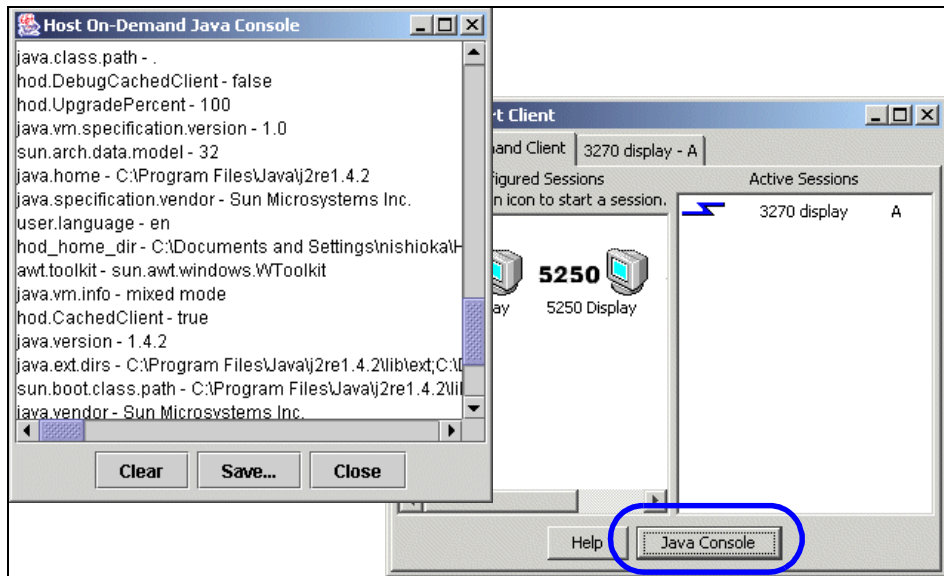 Host On-Demand Java Console
java.class.path - .
hod.DebugCachedClient - false
hod.UpgradePercent - 100
java.vm.specification.version - 1.0
sun.arch.data.model - 32
java.home - C:\Program Files\Java\j2re1.4.2
java.specification.vendor - Sun Microsystems Inc.
user.language - en
hod_home_dir - C:\Documents and Settings\nishioka\H
awt.toolkit - sun.awt.windows.WToolkit
java.vm.info - mixed mode
hod.CachedClient - true
java.version - 1.4.2
java.ext.dirs - C:\Program Files\Java\j2re1.4.2\lib\ext;C:\
sun.boot.class.path - C:\Program Files\Java\j2re1.4.2\li
java.vendor - Sun Microsystems Inc.
Clear Save... Close
rt Client
and Client 3270 display - A
igured Sessions Active Sessions
n icon to start a session.
3270 display A
5250
ay 5250 Display
Help Java Console